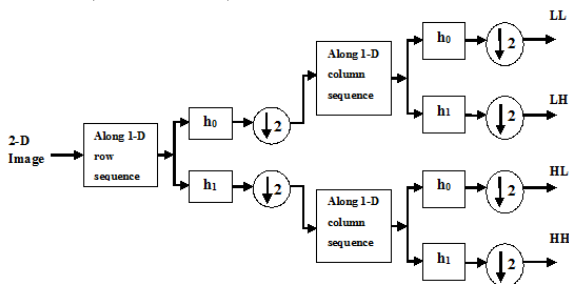 LL
Along 1-D
column
sequence
h₀
2
h₁
2
LH
2-D
Image
Along 1-D
row
sequence
h₀
2
h₁
2
Along 1-D
column
sequence
h₀
2
HL
h₁
2
HH